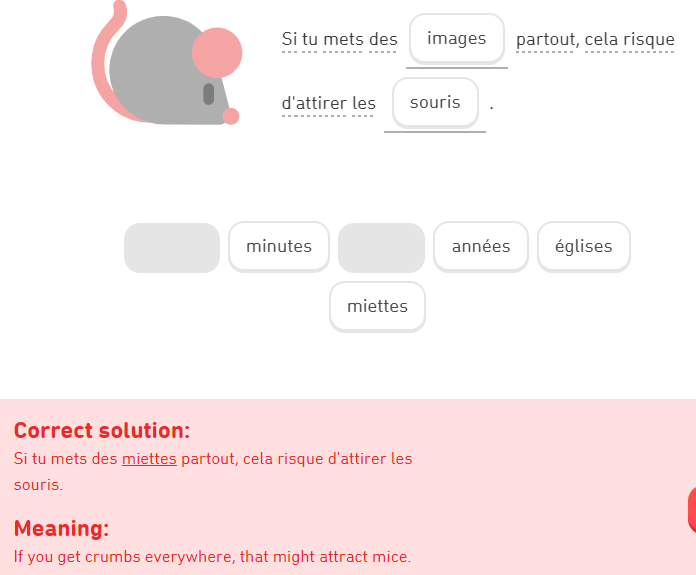 Si tu mets des images partout, cela risque
d'attirer les souris .
minutes années églises
miettes
Correct solution:
Si tu mets des miettes partout, cela risque d'attirer les
souris.
Meaning:
If you get crumbs everywhere, that might attract mice.